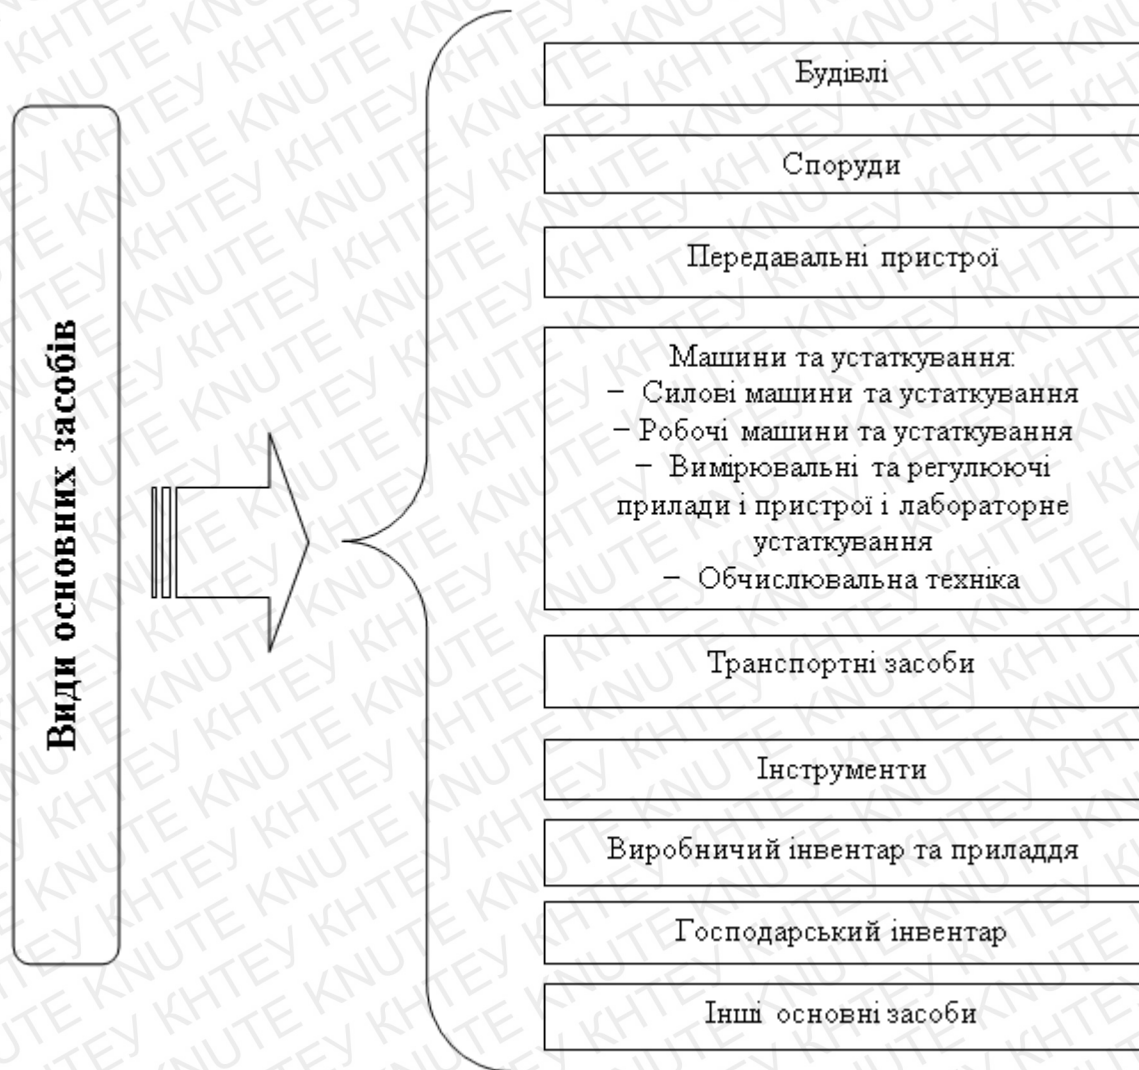 Види основних засобів
Будівлі
Споруди
Передавальні пристрої
Машини та устаткування:
– Силові машини та устаткування
– Робочі машини та устаткування
– Вимірювальні та регулюючі
прилади і пристрої і лабораторне
устаткування
– Обчислювальна техніка
Транспортні засоби
Інструменти
Виробничий інвентар та приладдя
Господарський інвентар
Інші основні засоби
KNUTE КНТЕУ